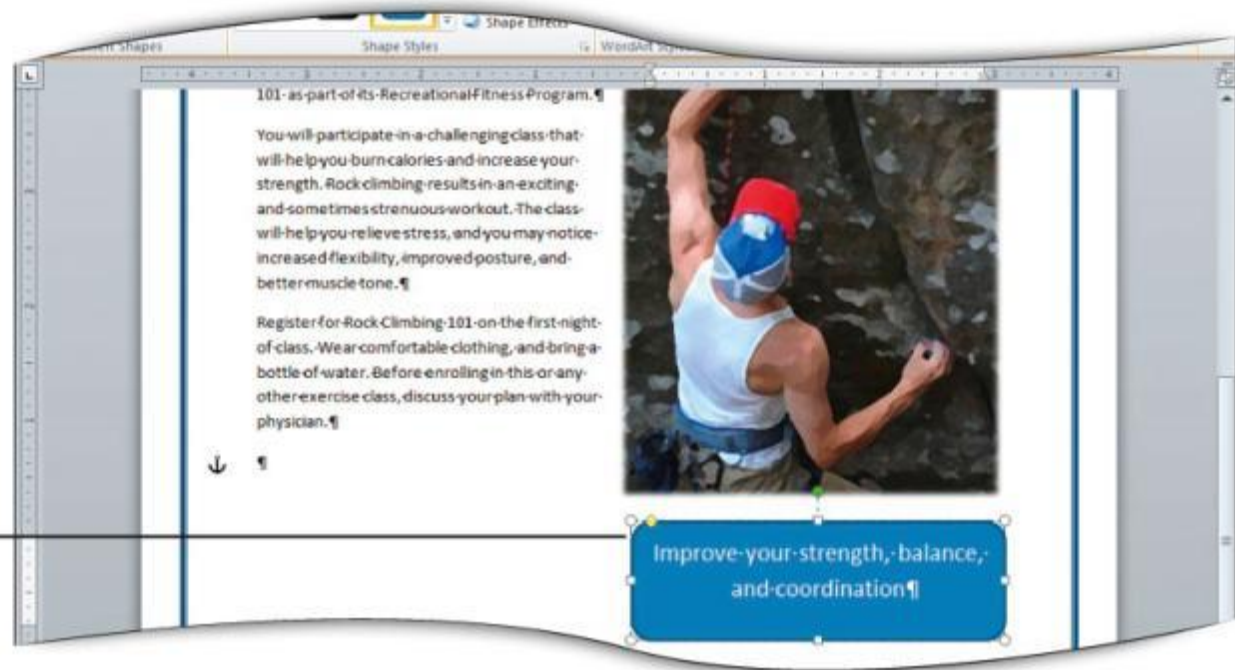 Shape Effects
Shapes
Shape Styles
WordArt
101·as·part·of·its·Recreational·Fitness·Program.¶
You·will·participate·in·a·challenging·class·that·
will·help·you·burn·calories·and·increase·your·
strength.·Rock·climbing·results·in·an·exciting·
and·sometimes·strenuous·workout.·The·class·
will·help·you·relieve·stress,·and·you·may·notice·
increased·flexibility,·improved·posture,·and·
better·muscle·tone.¶
Register·for·Rock·Climbing·101·on·the·first·night·
of·class.·Wear·comfortable·clothing,·and·bring·a·
bottle·of·water.·Before·enrolling·in·this·or·any·
other·exercise·class,·discuss·your·plan·with·your·
physician.¶
¶
Improve·your·strength,·balance,·
and·coordination¶